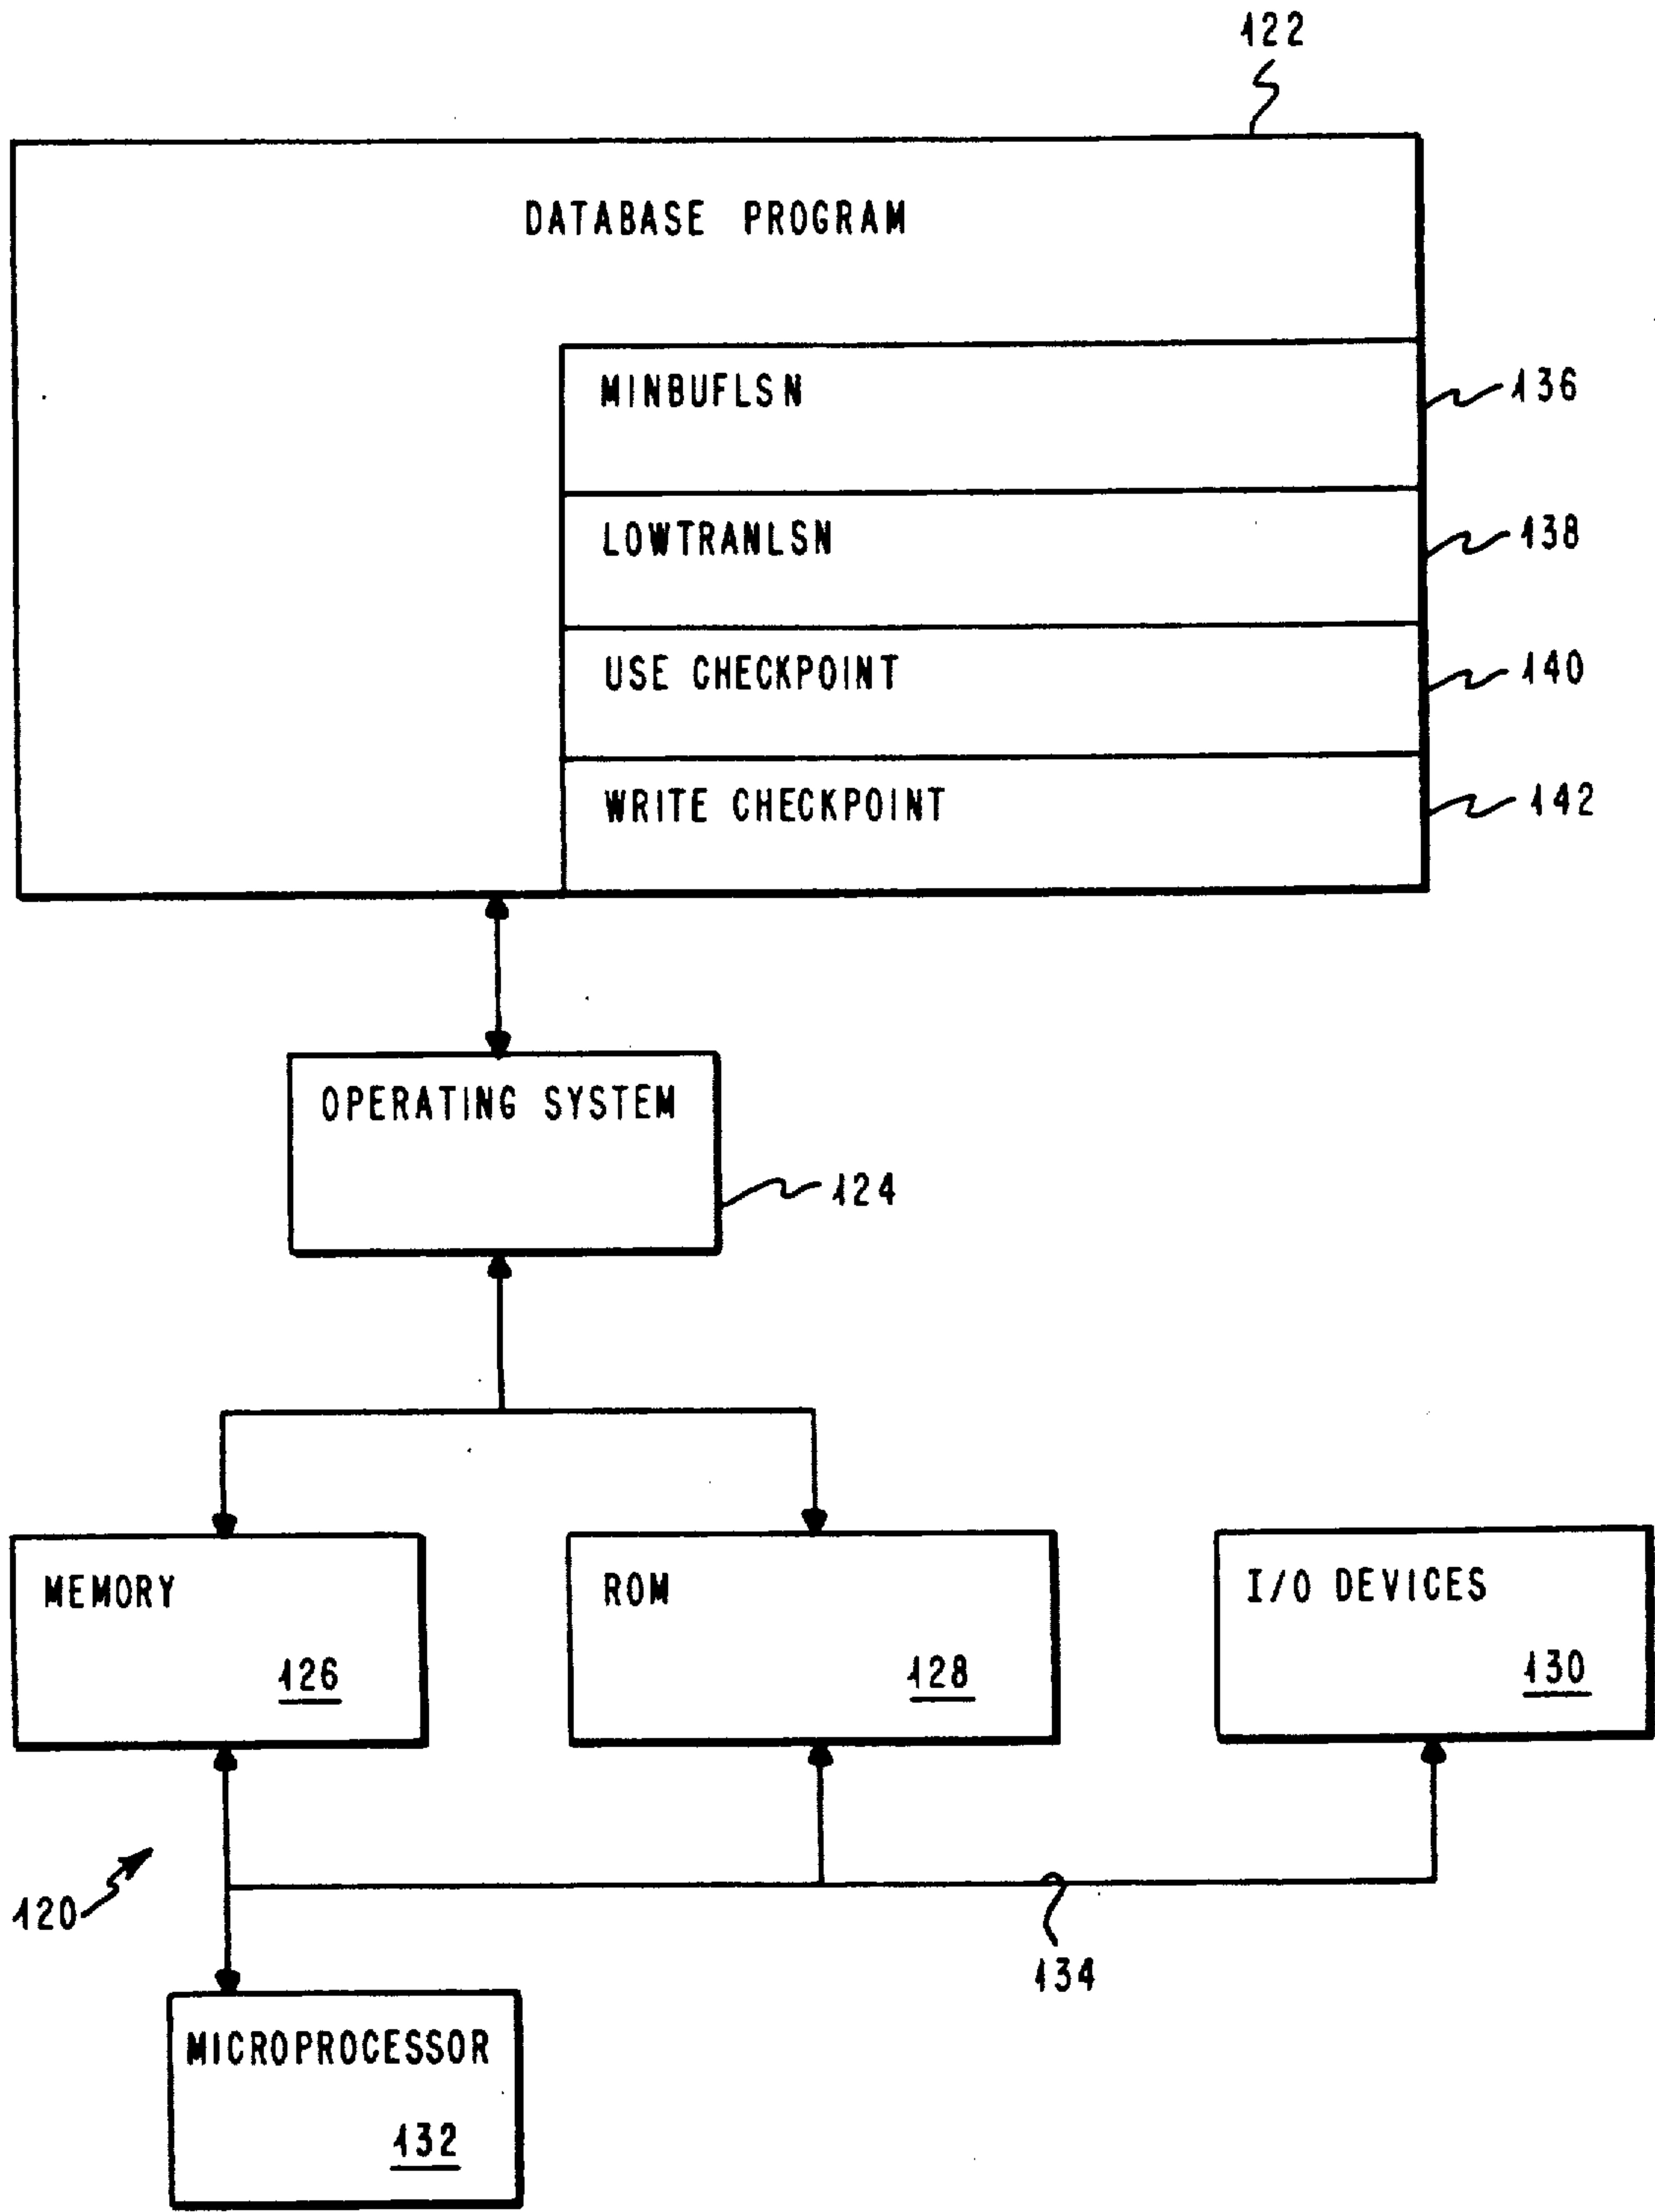 122
DATABASE PROGRAM
MINBUFLSN
136
LOWTRANLSN
138
USE CHECKPOINT
140
WRITE CHECKPOINT
142
OPERATING SYSTEM
124
MEMORY
126
ROM
128
I/O DEVICES
130
120
134
MICROPROCESSOR
132